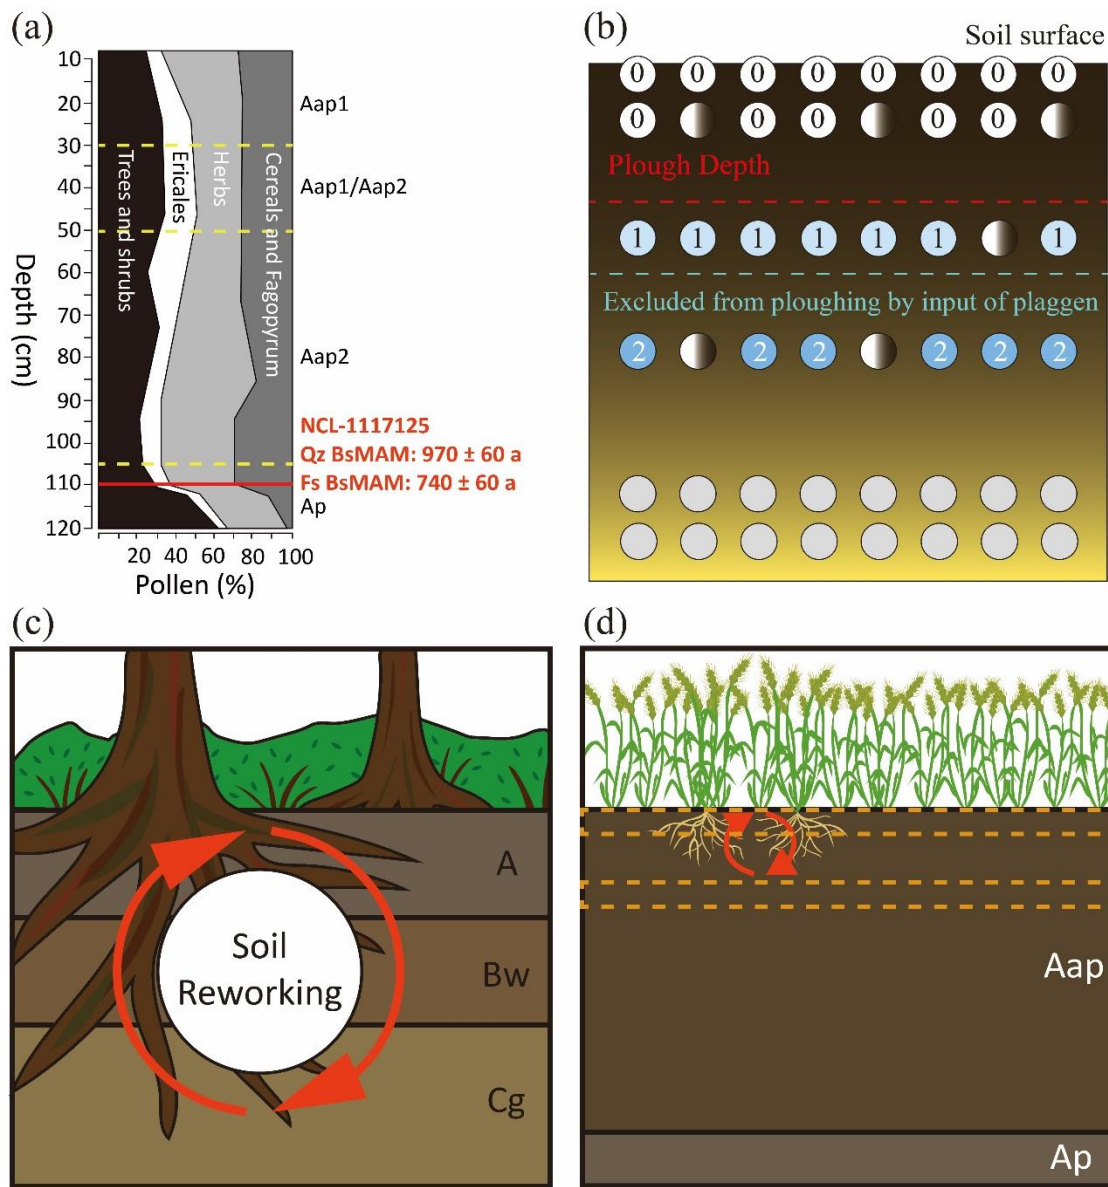 (a)
10
20
30
40
50
60
70
80
90
100
110
120
Depth (cm)
Trees and shrubs
Ericales
Herbs
Cereals and Fagopyrum
Aap1
Aap1/Aap2
Aap2
NCL-1117125
Qz BsMAM: 970 ± 60 a
Fs BsMAM: 740 ± 60 a
Ap
20 40 60 80 100
Pollen (%)
(b)
Soil surface
0 0 0 0 0 0 0 0
0 0 0 0 0
Plough Depth
1 1 1 1 1 1 1
Excluded from ploughing by input of plaggen
2 2 2 2 2 2
(c)
A
Soil
Reworking
Bw
Cg
(d)
Aap
Ap